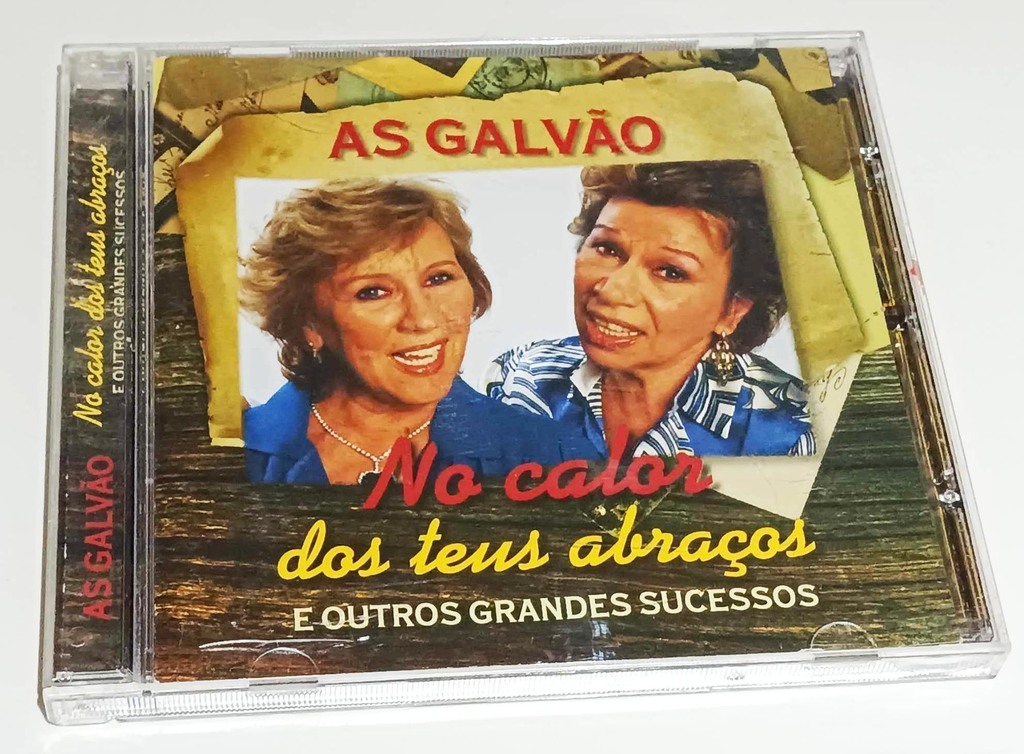 AS GALVÃO
No calor
dos teus abraços
E OUTROS GRANDES SUCESSOS
AS GALVÃO
No calor dos teus abraços
E OUTROS GRANDES SUCESSOS